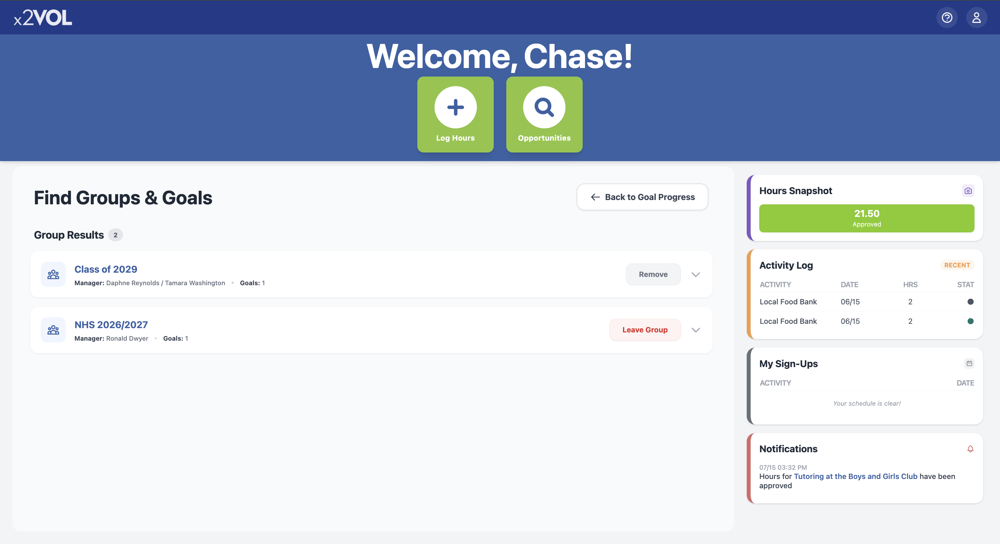 x2VOL
Welcome, Chase!
Log Hours
Opportunities
Find Groups & Goals
Back to Goal Progress
Group Results 2
Class of 2029
Manager: Daphne Reynolds / Tamara Washington • Goals: 1
Remove
NHS 2026/2027
Manager: Ronald Dwyer • Goals: 1
Leave Group
Hours Snapshot
21.50
Approved
Activity Log RECENT
ACTIVITY DATE HRS STAT
Local Food Bank 06/15 2
Local Food Bank 06/15 2
My Sign-Ups
ACTIVITY DATE
Your schedule is clear!
Notifications
07/15 03:32 PM
Hours for Tutoring at the Boys and Girls Club have been
approved